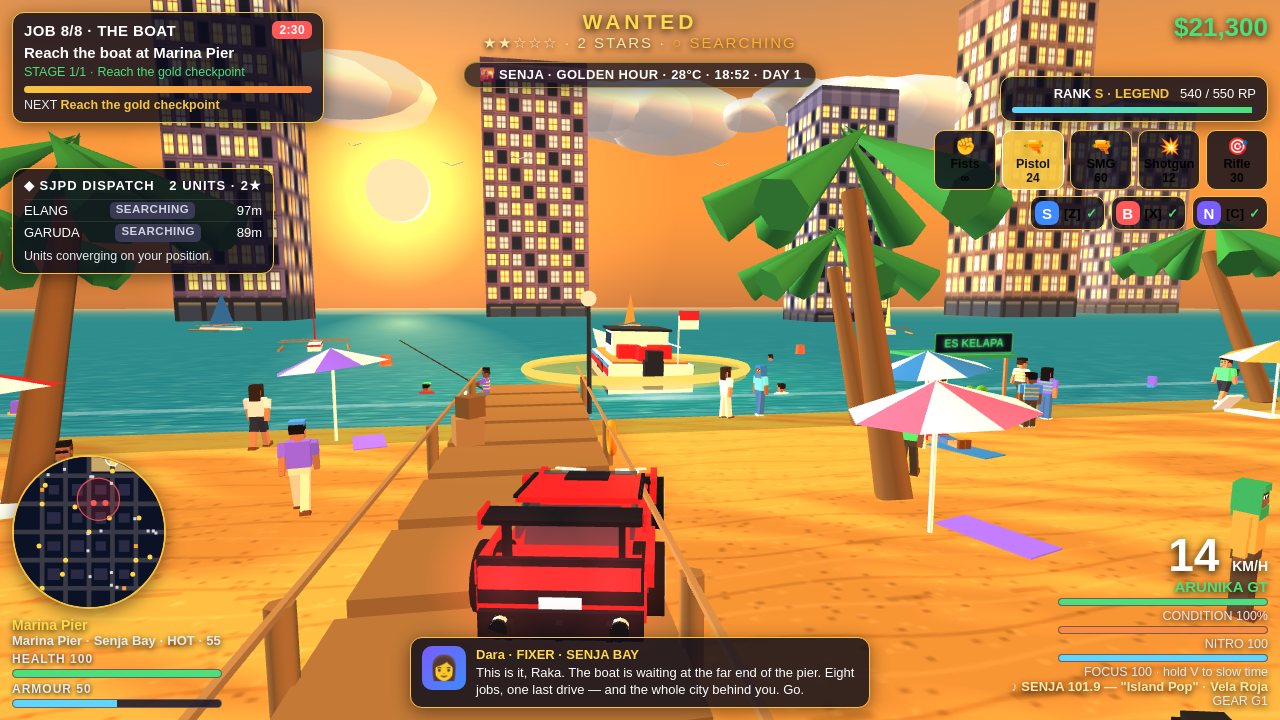 JOB 8/8 · THE BOAT 2:30
Reach the boat at Marina Pier
STAGE 1/1 · Reach the gold checkpoint
NEXT Reach the gold checkpoint
WANTED
★★☆☆☆ · 2 STARS · ○ SEARCHING
SENJA · GOLDEN HOUR · 28°C · 18:52 · DAY 1
$21,300
RANK S · LEGEND 540 / 550 RP
Fists Pistol SMG Shotgun Rifle
∞ 24 60 12 30
S [Z] ✓ B [X] ✓ N [C] ✓
◆ SJPD DISPATCH 2 UNITS · 2★
ELANG SEARCHING 97m
GARUDA SEARCHING 89m
Units converging on your position.
ES KELAPA
Marina Pier
Marina Pier · Senja Bay · HOT · 55
HEALTH 100
ARMOUR 50
Dara · FIXER · SENJA BAY
This is it, Raka. The boat is waiting at the far end of the pier. Eight
jobs, one last drive — and the whole city behind you. Go.
14 KM/H
ARUNIKA GT
CONDITION 100%
NITRO 100
FOCUS 100 · hold V to slow time
♪ SENJA 101.9 — "Island Pop" · Vela Roja
GEAR G1